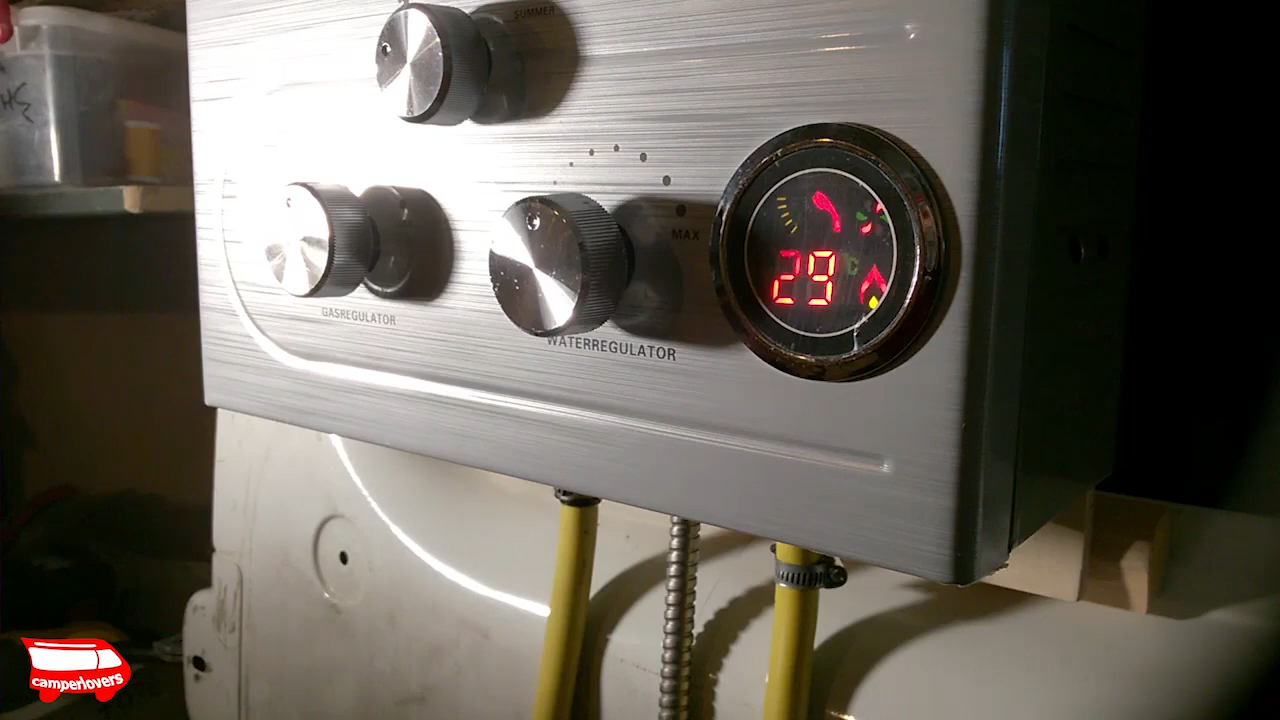 SUMMER
GASREGULATOR
WATERREGULATOR
MAX
29
camperlovers